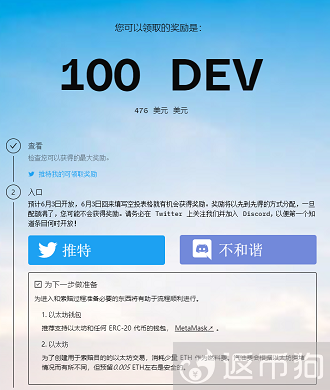 您可以领取的奖励是：
100 DEV
476 美元 美元
查看
检查您可以获得的最大奖励。
推特我的可领取奖励
2 入口
预计6月3日开放，6月3日回来填写空投表格就有机会获得奖励。奖励将以先到先得的方式分配，一旦
配额满了，您可能不会获得奖励。请务必在 Twitter 上关注我们并加入 Discord，以便第一个知
道条目何时开放！
推特
不和谐
为下一步做准备
为进入和索赔过程准备必要的东西将有助于流程顺利进行。
1. 以太坊钱包
推荐支持以太坊和任何 ERC-20 代币的钱包， MetaMask↗ 。
2. 以太坊
为了创建用于索赔目的的以太坊交易，消耗少量 ETH 作为燃料费。
情况而有所不同，但预留0.005 ETH左右是安全的。
返币狗